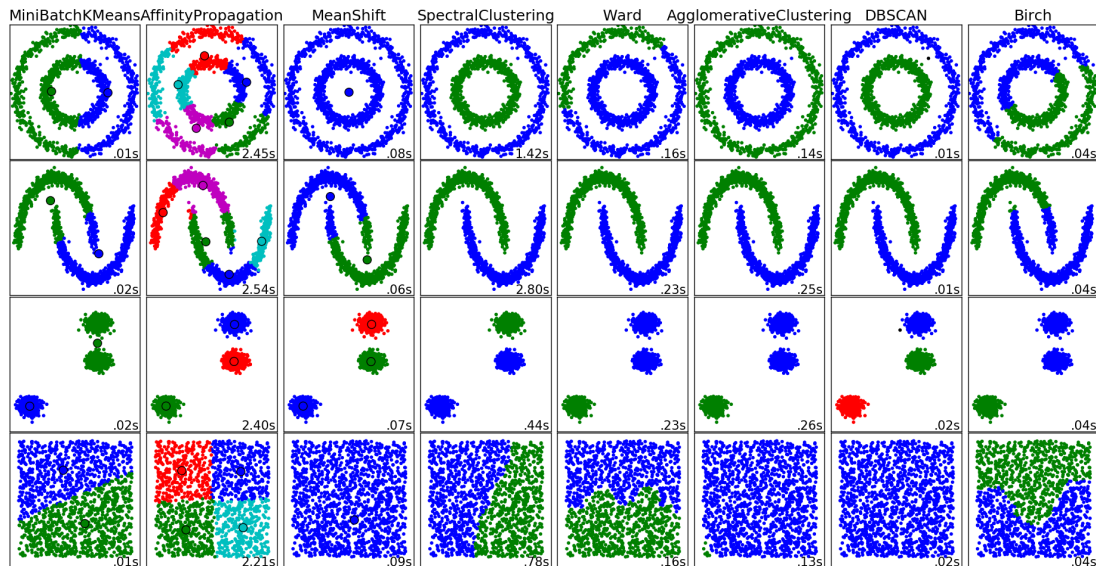 MiniBatchKMeans AffinityPropagation MeanShift SpectralClustering Ward AgglomerativeClustering DBSCAN Birch
.01s 2.45s .08s 1.42s .16s .14s .01s .04s
.02s 2.54s .06s 2.80s .23s .25s .01s .04s
.02s 2.40s .07s .44s .23s .26s .02s .04s
.01s 2.21s .09s .78s .16s .13s .02s .04s